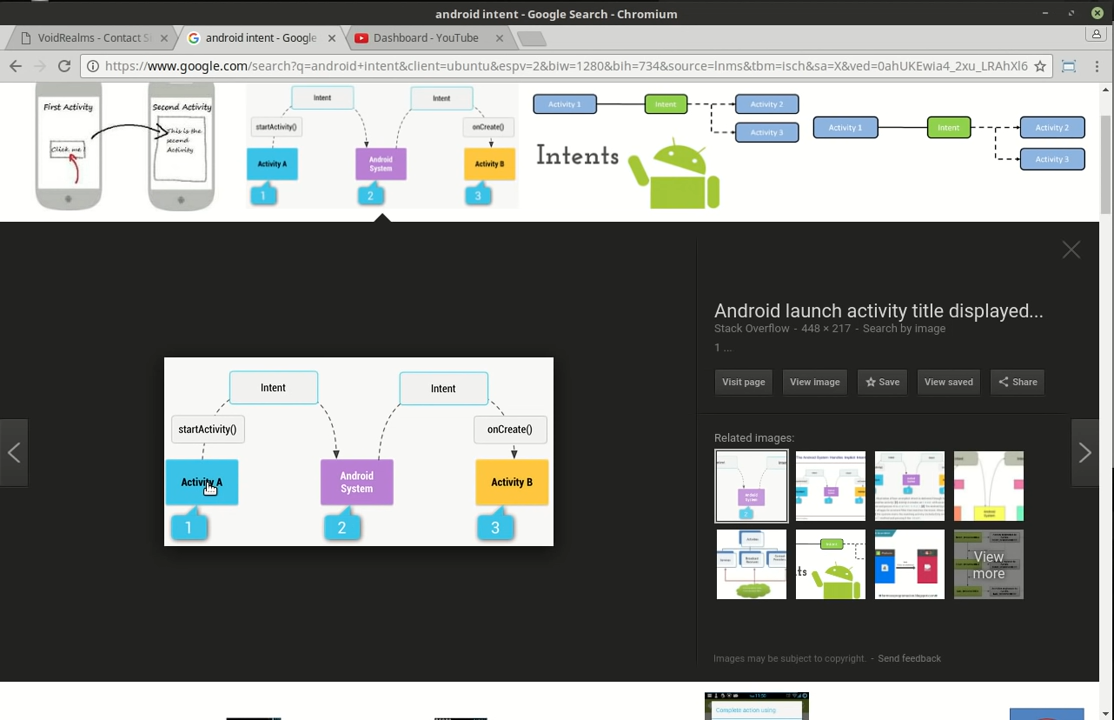 android intent - Google Search - Chromium
VoidRealms - Contact S
android intent - Google
Dashboard - YouTube
https://www.google.com/search?q=android+intent&client=ubuntu&espv=2&biw=1280&bih=734&source=lnms&tbm=isch&sa=X&ved=0ahUKEwia4_2xu_LRAhXl6
First Activity
Click me
Second Activity
This is the
second
Activity
Intent
Intent
startActivity()
onCreate()
Activity A
Android
System
Activity B
1
2
3
Activity 1
Intent
Activity 2
Activity 3
Intents
Activity 1
Intent
Activity 2
Activity 3
Intent
Intent
startActivity()
onCreate()
Activity A
Android
System
Activity B
1
2
3
Android launch activity title displayed...
Stack Overflow - 448 × 217 - Search by image
1 ...
Visit page
View image
Save
View saved
Share
Related images:
View
more
Images may be subject to copyright. - Send feedback
Complete action using